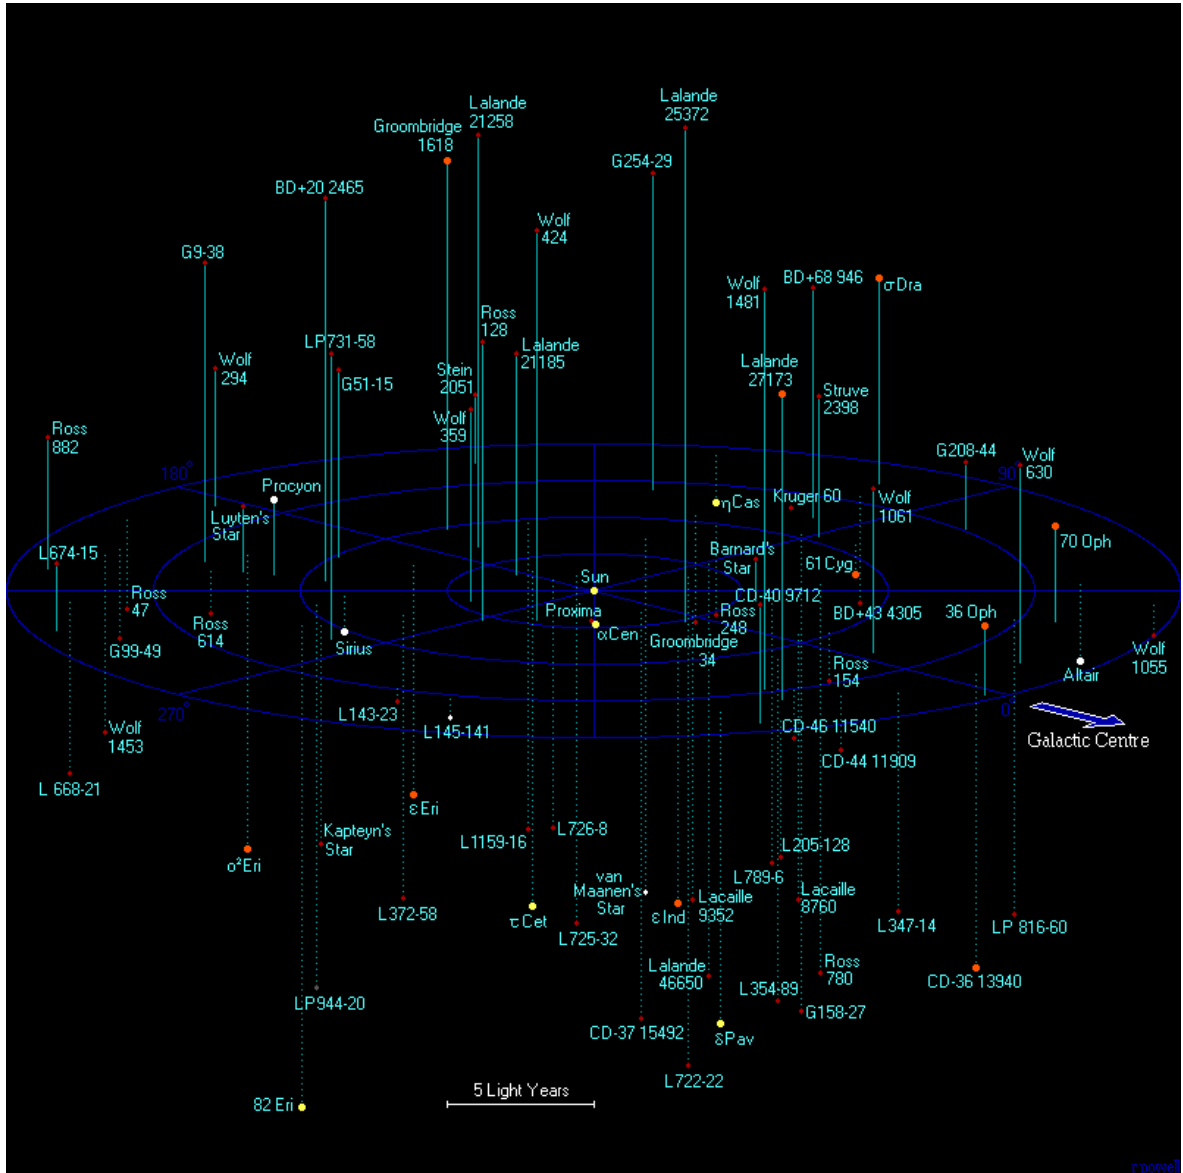 Lalande
25372
Lalande
21258
Groombridge
1618
G254-29
BD+20 2465
Wolf
424
G9-38
Wolf
1481
BD+68 946
σDra
Ross
128
LP731-58
Wolf
294
G51-15
Lalande
21185
Stein
2051
Wolf
359
Lalande
27173
Struve
2398
Ross
882
G208-44
Wolf
630
180°
90°
Procyon
Luyten's
Star
ηCas
Kruger 60
Wolf
1061
70 Oph
L674-15
Barnard's
Star
61 Cyg
Sun
CD-40 9712
Ross
47
Ross
614
G99-49
Sirius
Proxima
αCen
Groombridge
34
Ross
248
BD+43 4305
36 Oph
Ross
154
Altair
Wolf
1055
270°
0°
L143-23
L145-141
Wolf
1453
CD-46 11540
CD-44 11909
Galactic Centre
L 668-21
εEri
Kapteyn's
Star
o²Eri
L1159-16
L726-8
L205-128
L789-6
van
Maanen's
Star
εInd
Lacaille
9352
Lacaille
8760
L372-58
τCet
L725-32
L347-14
LP 816-60
Lalande
46650
Ross
780
L354-89
CD-36 13940
LP944-20
G158-27
CD-37 15492
δPav
L722-22
5 Light Years
82 Eri